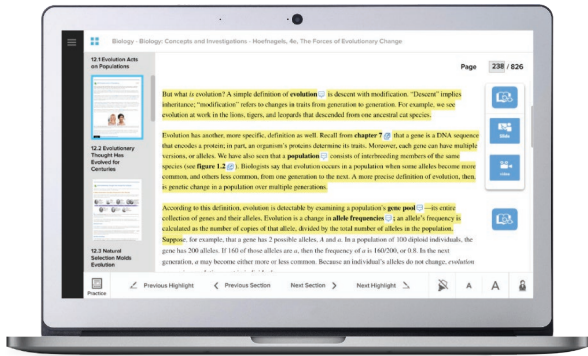 Biology - Biology: Concepts and Investigations - Hoefnagels, 4e, The Forces of Evolutionary Change
12.1 Evolution Acts
on Populations
Page 238 / 826
But what is evolution? A simple definition of evolution is descent with modification. "Descent" implies
inheritance; "modification" refers to changes in traits from generation to generation. For example, we see
evolution at work in the lions, tigers, and leopards that descended from one ancestral cat species.
12.2 Evolutionary
Thought Has
Evolved for
Centuries
Evolution has another, more specific, definition as well. Recall from chapter 7 that a gene is a DNA sequence
that encodes a protein; in part, an organism's proteins determine its traits. Moreover, each gene can have multiple
versions, or alleles. We have also seen that a population consists of interbreeding members of the same
species (see figure 1.2 ). Biologists say that evolution occurs in a population when some alleles become more
common, and others less common, from one generation to the next. A more precise definition of evolution, then,
is genetic change in a population over multiple generations.
Slide
According to this definition, evolution is detectable by examining a population's gene pool —its entire
collection of genes and their alleles. Evolution is a change in allele frequencies ; an allele's frequency is
calculated as the number of copies of that allele, divided by the total number of alleles in the population.
Suppose, for example, that a gene has 2 possible alleles, A and a. In a population of 100 diploid individuals, the
gene has 200 alleles. If 160 of those alleles are a, then the frequency of a is 160/200, or 0.8. In the next
generation, a may become either more or less common. Because an individual's alleles do not change, evolution
12.3 Natural
Selection Molds
Evolution
Practice
Previous Highlight
Previous Section
Next Section
Next Highlight
A
A